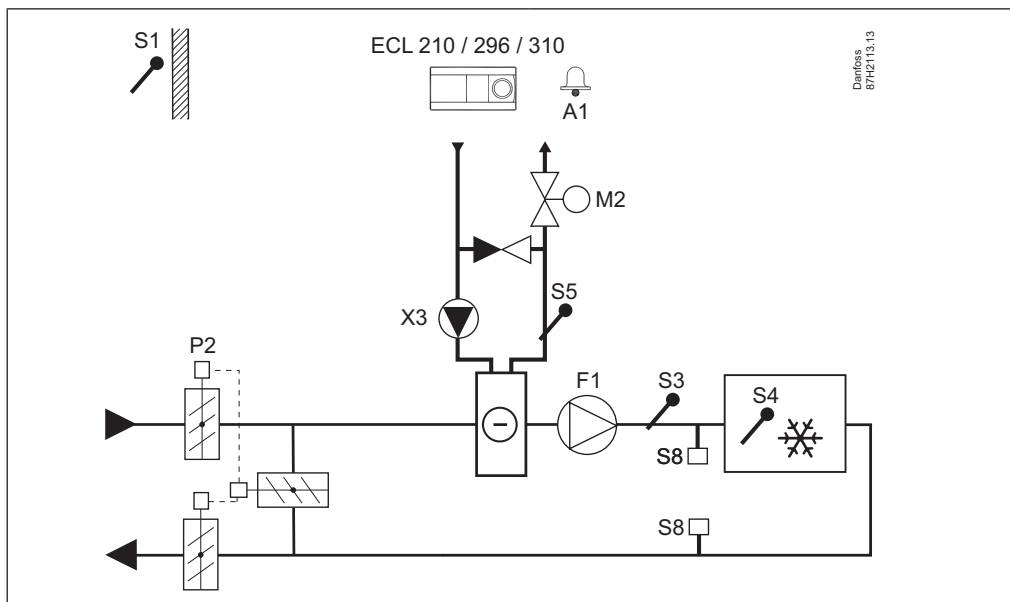 S1
ECL 210 / 296 / 310
A1
Danfoss
87H2113.13
M2
S5
X3
P2
F1
S3
S4
S8
S8